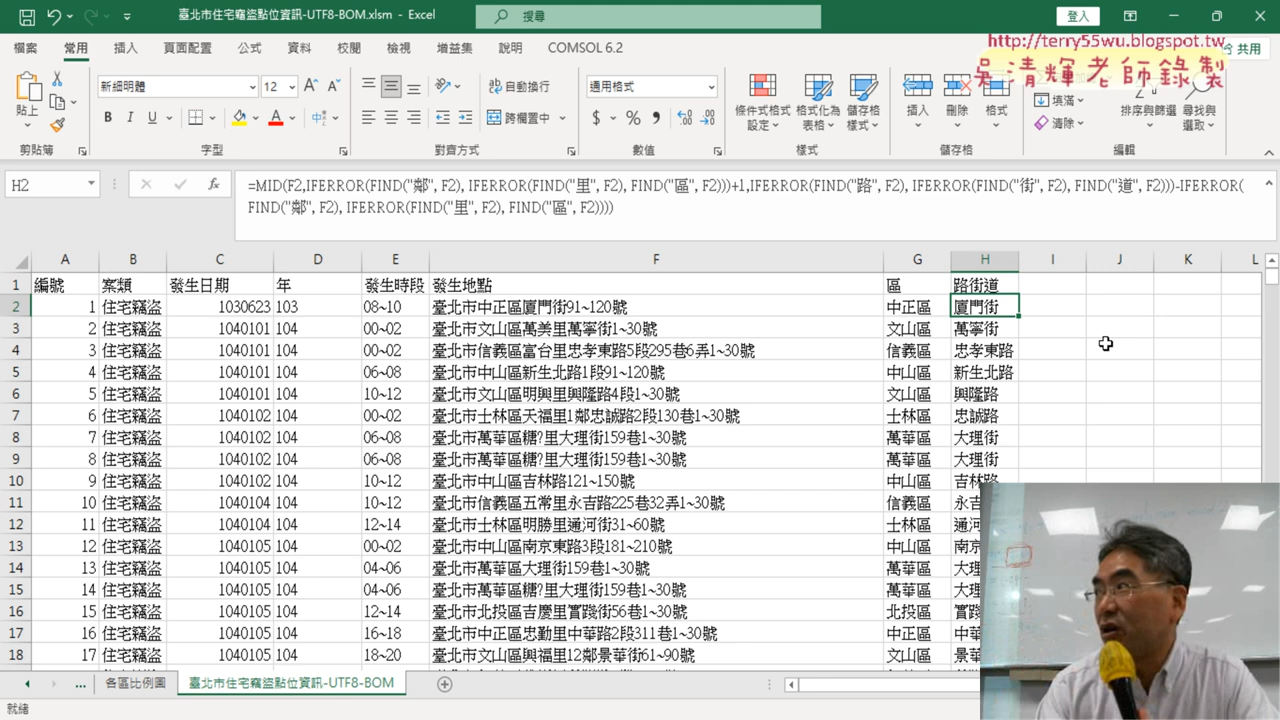 臺北市住宅竊盜點位資訊-UTF8-BOM.xlsm - Excel
搜尋
登入
檔案 常用 插入 頁面配置 公式 資料 校閱 檢視 增益集 說明 COMSOL 6.2
http://terry55wu.blogspot.tw
共用
吳清輝老師錄製
貼上
新細明體 12
B I U
自動換行
跨欄置中
通用格式
條件式格式設定
格式化為表格
儲存格樣式
插入 刪除 格式
填滿
清除
排序與篩選
尋找與選取
剪貼簿 字型 對齊方式 數值 樣式 儲存格 編輯
H2
=MID(F2,IFERROR(FIND("鄰", F2), IFERROR(FIND("里", F2), FIND("區", F2)))+1,IFERROR(FIND("路", F2), IFERROR(FIND("街", F2), FIND("道", F2)))-IFERROR(
FIND("鄰", F2), IFERROR(FIND("里", F2), FIND("區", F2))))
A B C D E F G H I J K L
1 編號 案類 發生日期 年 發生時段 發生地點 區 路街道
2 1 住宅竊盜 1030623 103 08~10 臺北市中正區廈門街91~120號 中正區 廈門街
3 2 住宅竊盜 1040101 104 00~02 臺北市文山區萬美里萬寧街1~30號 文山區 萬寧街
4 3 住宅竊盜 1040101 104 00~02 臺北市信義區富台里忠孝東路5段295巷6弄1~30號 信義區 忠孝東路
5 4 住宅竊盜 1040101 104 06~08 臺北市中山區新生北路1段91~120號 中山區 新生北路
6 5 住宅竊盜 1040101 104 10~12 臺北市文山區明興里興隆路4段1~30號 文山區 興隆路
7 6 住宅竊盜 1040102 104 00~02 臺北市士林區天福里1鄰忠誠路2段130巷1~30號 士林區 忠誠路
8 7 住宅竊盜 1040102 104 06~08 臺北市萬華區糖?里大理街159巷1~30號 萬華區 大理街
9 8 住宅竊盜 1040102 104 06~08 臺北市萬華區糖?里大理街159巷1~30號 萬華區 大理街
10 9 住宅竊盜 1040102 104 10~12 臺北市中山區吉林路121~150號 中山區 吉林路
11 10 住宅竊盜 1040104 104 10~12 臺北市信義區五常里永吉路225巷32弄1~30號 信義區 永吉
12 11 住宅竊盜 1040104 104 12~14 臺北市士林區明勝里通河街31~60號 士林區 通河
13 12 住宅竊盜 1040105 104 00~02 臺北市中山區南京東路3段181~210號 中山區 南京
14 13 住宅竊盜 1040105 104 04~06 臺北市萬華區大理街159巷1~30號 萬華區 大理
15 14 住宅竊盜 1040105 104 04~06 臺北市萬華區糖?里大理街159巷1~30號 萬華區 大理
16 15 住宅竊盜 1040105 104 12~14 臺北市北投區吉慶里實踐街56巷1~30號 北投區 實踐
17 16 住宅竊盜 1040105 104 16~18 臺北市中正區忠勤里中華路2段311巷1~30號 中正區 中華
18 17 住宅竊盜 1040105 104 18~20 臺北市文山區興福里12鄰景華街61~90號 文山區 景華
... 各區比例圖 臺北市住宅竊盜點位資訊-UTF8-BOM
就緒